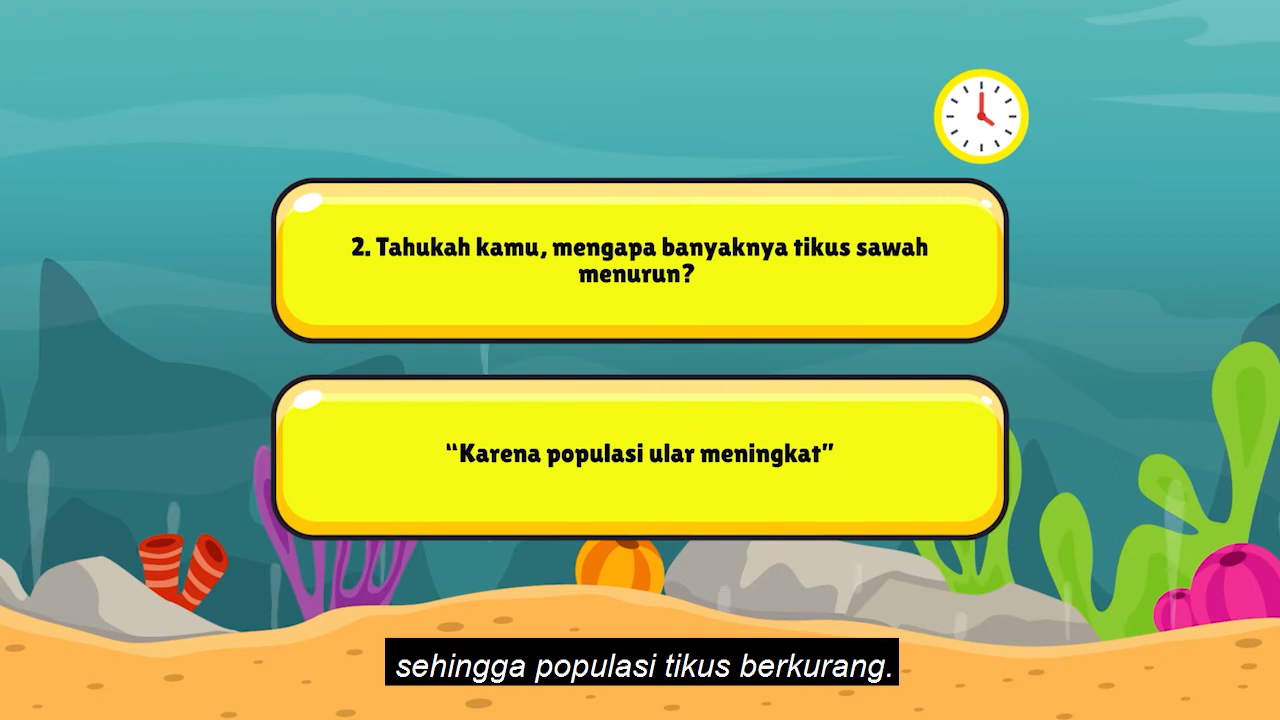 2. Tahukah kamu, mengapa banyaknya tikus sawah
menurun?
“Karena populasi ular meningkat”
sehingga populasi tikus berkurang.